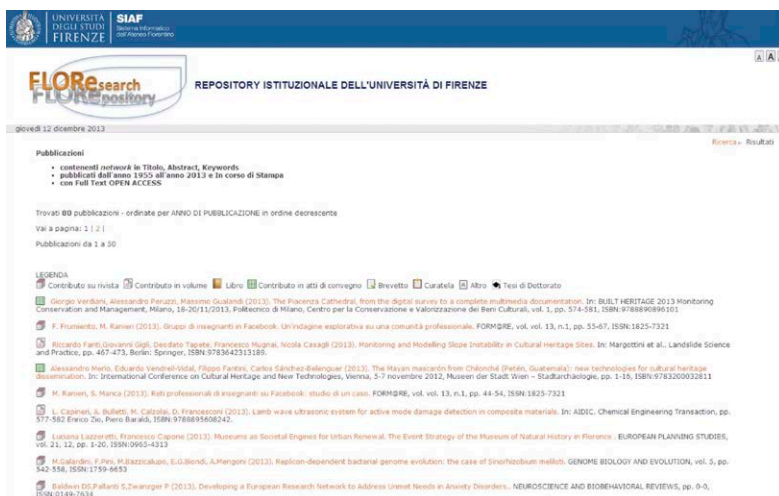 UNIVERSITÀ
DEGLI STUDI
FIRENZE
SIAF
Sistema Informatico
dell'Ateneo Fiorentino
A A
FLOREsearch
FLOREpository
REPOSITORY ISTITUZIONALE DELL'UNIVERSITÀ DI FIRENZE
giovedì 12 dicembre 2013
Ricerca » Risultati
Pubblicazioni
• contenenti network in Titolo, Abstract, Keywords
• pubblicati dall'anno 1955 all'anno 2013 e In corso di Stampa
• con Full Text OPEN ACCESS
Trovati 80 pubblicazioni - ordinate per ANNO DI PUBBLICAZIONE in ordine decrescente
Vai a pagina: 1 | 2 |
Pubblicazioni da 1 a 50
LEGENDA
Contributo su rivista Contributo in volume Libro Contributo in atti di convegno Brevetto Curatela Altro Tesi di Dottorato
Giorgio Verdiani, Alessandro Peruzzi, Massimo Gualandi (2013). The Piacenza Cathedral, from the digital survey to a complete multimedia documentation. In: BUILT HERITAGE 2013 Monitoring
Conservation and Management, Milano, 18-20/11/2013, Politecnico di Milano, Centro per la Conservazione e Valorizzazione dei Beni Culturali, vol. 1, pp. 574-581, ISBN:9788890896101
F. Frumiento, M. Ranieri (2013). Gruppi di insegnanti in Facebook. Un'indagine esplorativa su una comunità professionale. FORM@RE, vol. vol. 13, n.1, pp. 55-67, ISSN:1825-7321
Riccardo Fanti,Giovanni Gigli, Deodato Tapete, Francesco Mugnai, Nicola Casagli (2013). Monitoring and Modelling Slope Instability in Cultural Heritage Sites. In: Margottini et al.. Landslide Science
and Practice, pp. 467-473, Berlin: Springer, ISBN:9783642313189.
Alessandro Merlo, Eduardo Vendrell-Vidal, Filippo Fantini, Carlos Sánchez-Belenguer (2013). The Mayan mascarón from Chilonché (Petén, Guatemala): new technologies for cultural heritage
dissemination. In: International Conference on Cultural Heritage and New Technologies, Vienna, 5-7 novembre 2012, Museen der Stadt Wien – Stadtarchäologie, pp. 1-16, ISBN:9783200032811
M. Ranieri, S. Manca (2013). Reti professionali di insegnanti su Facebook: studio di un caso. FORM@RE, vol. vol. 13, n.1, pp. 44-54, ISSN:1825-7321
L. Capineri, A. Bulletti, M. Calzolai, D. Francesconi (2013). Lamb wave ultrasonic system for active mode damage detection in composite materials. In: AIDIC. Chemical Engineering Transaction, pp.
577-582 Enrico Zio, Piero Baraldi, ISBN:9788895608242.
Luciana Lazzeretti, Francesco Capone (2013). Museums as Societal Engines for Urban Renewal. The Event Strategy of the Museum of Natural History in Florence . EUROPEAN PLANNING STUDIES,
vol. 21, 12, pp. 1-20, ISSN:0965-4313
M.Galardini, F.Pini, M.Bazzicalupo, E.G.Biondi, A.Mengoni (2013). Replicon-dependent bacterial genome evolution: the case of Sinorhizobium meliloti. GENOME BIOLOGY AND EVOLUTION, vol. 5, pp.
542-558, ISSN:1759-6653
Baldwin DS,Pallanti S,Zwanzger P (2013). Developing a European Research Network to Address Unmet Needs in Anxiety Disorders.. NEUROSCIENCE AND BIOBEHAVIORAL REVIEWS, pp. 0-0,
ISSN:0149-7634